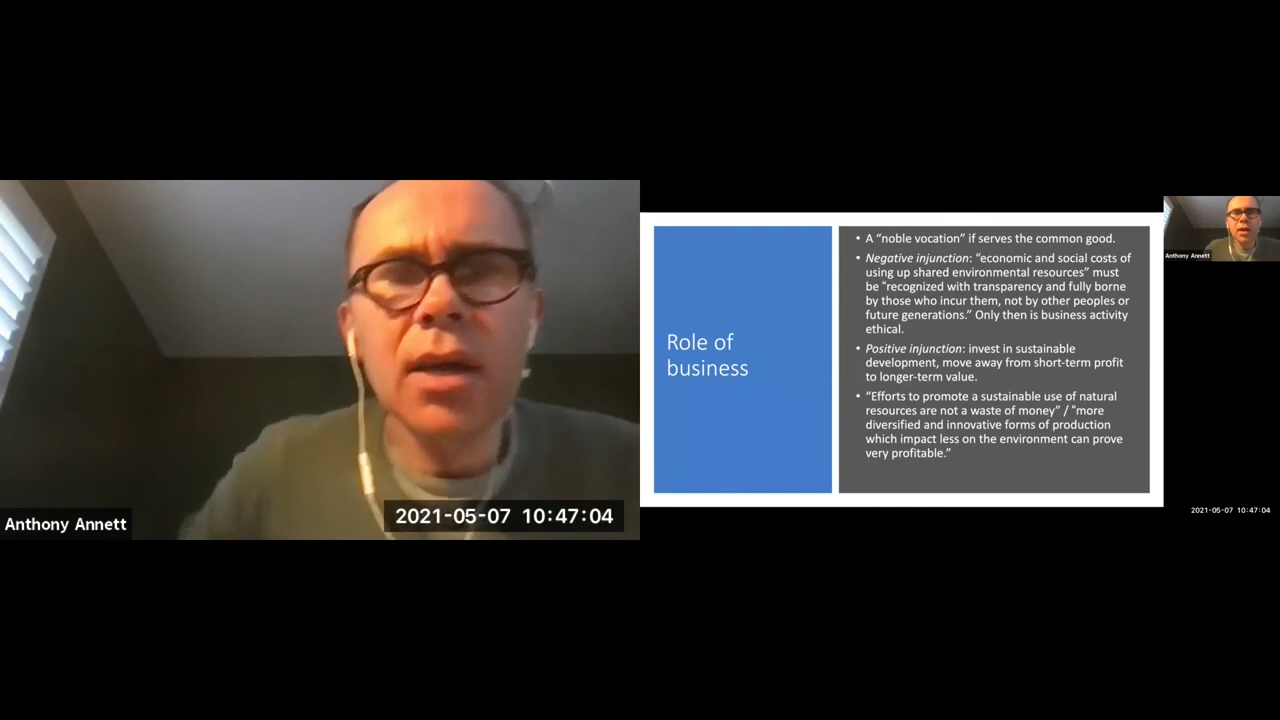 Anthony Annett
2021-05-07 10:47:04
Role of
business
• A “noble vocation” if serves the common good.
• Negative injunction: “economic and social costs of
using up shared environmental resources” must
be “recognized with transparency and fully borne
by those who incur them, not by other peoples or
future generations.” Only then is business activity
ethical.
• Positive injunction: invest in sustainable
development, move away from short-term profit
to longer-term value.
• “Efforts to promote a sustainable use of natural
resources are not a waste of money” / “more
diversified and innovative forms of production
which impact less on the environment can prove
very profitable.”
Anthony Annett
2021-05-07 10:47:04